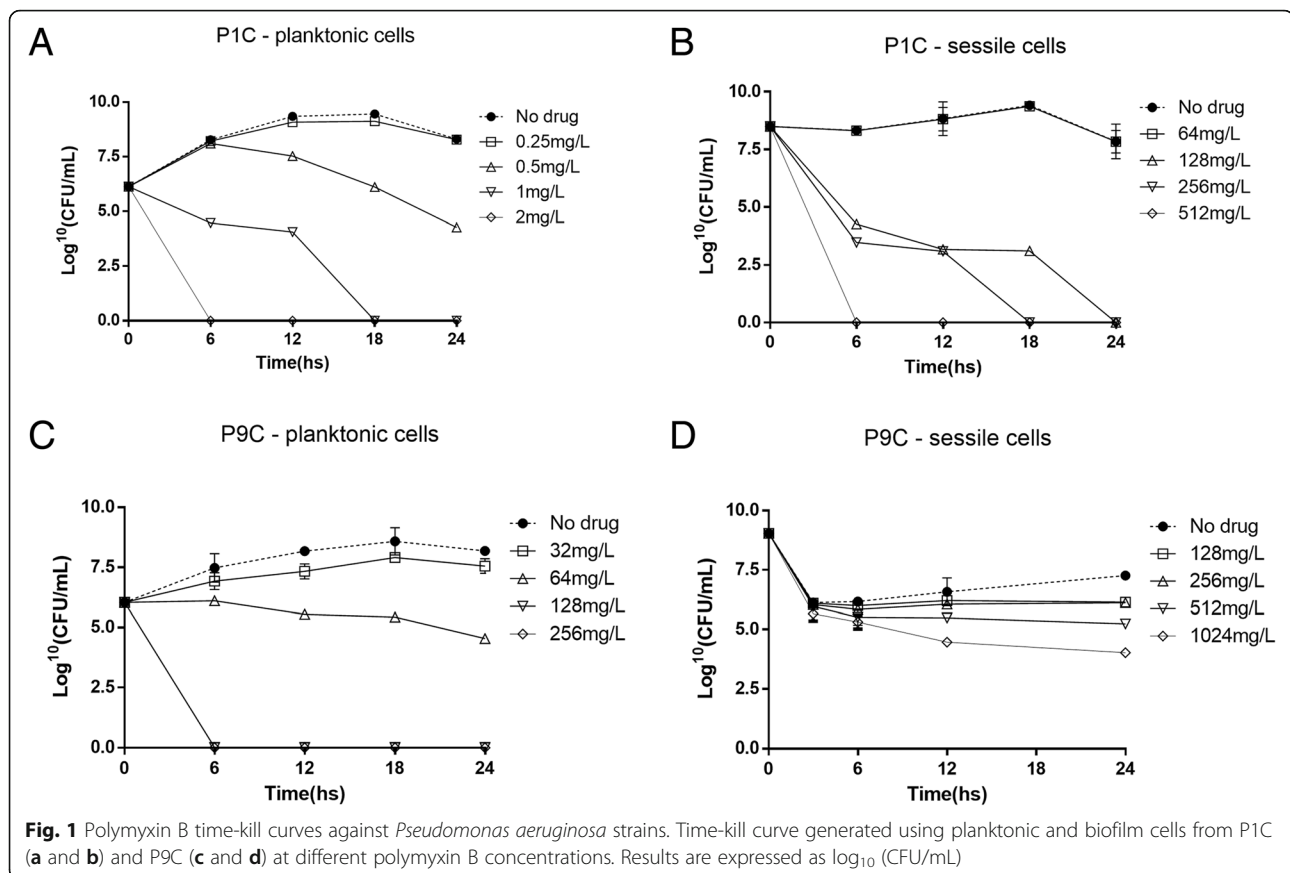 A
P1C - planktonic cells
10.0
7.5
5.0
2.5
0.0
Log¹⁰(CFU/mL)
0 6 12 18 24
Time(hs)
No drug
0.25mg/L
0.5mg/L
1mg/L
2mg/L
B
P1C - sessile cells
10.0
7.5
5.0
2.5
0.0
Log¹⁰(CFU/mL)
0 6 12 18 24
Time(hs)
No drug
64mg/L
128mg/L
256mg/L
512mg/L
C
P9C - planktonic cells
10.0
7.5
5.0
2.5
0.0
Log¹⁰(CFU/mL)
0 6 12 18 24
Time(hs)
No drug
32mg/L
64mg/L
128mg/L
256mg/L
D
P9C - sessile cells
10.0
7.5
5.0
2.5
0.0
Log¹⁰(CFU/mL)
0 6 12 18 24
Time(hs)
No drug
128mg/L
256mg/L
512mg/L
1024mg/L
Fig. 1 Polymyxin B time-kill curves against Pseudomonas aeruginosa strains. Time-kill curve generated using planktonic and biofilm cells from P1C
(a and b) and P9C (c and d) at different polymyxin B concentrations. Results are expressed as log₁₀ (CFU/mL)